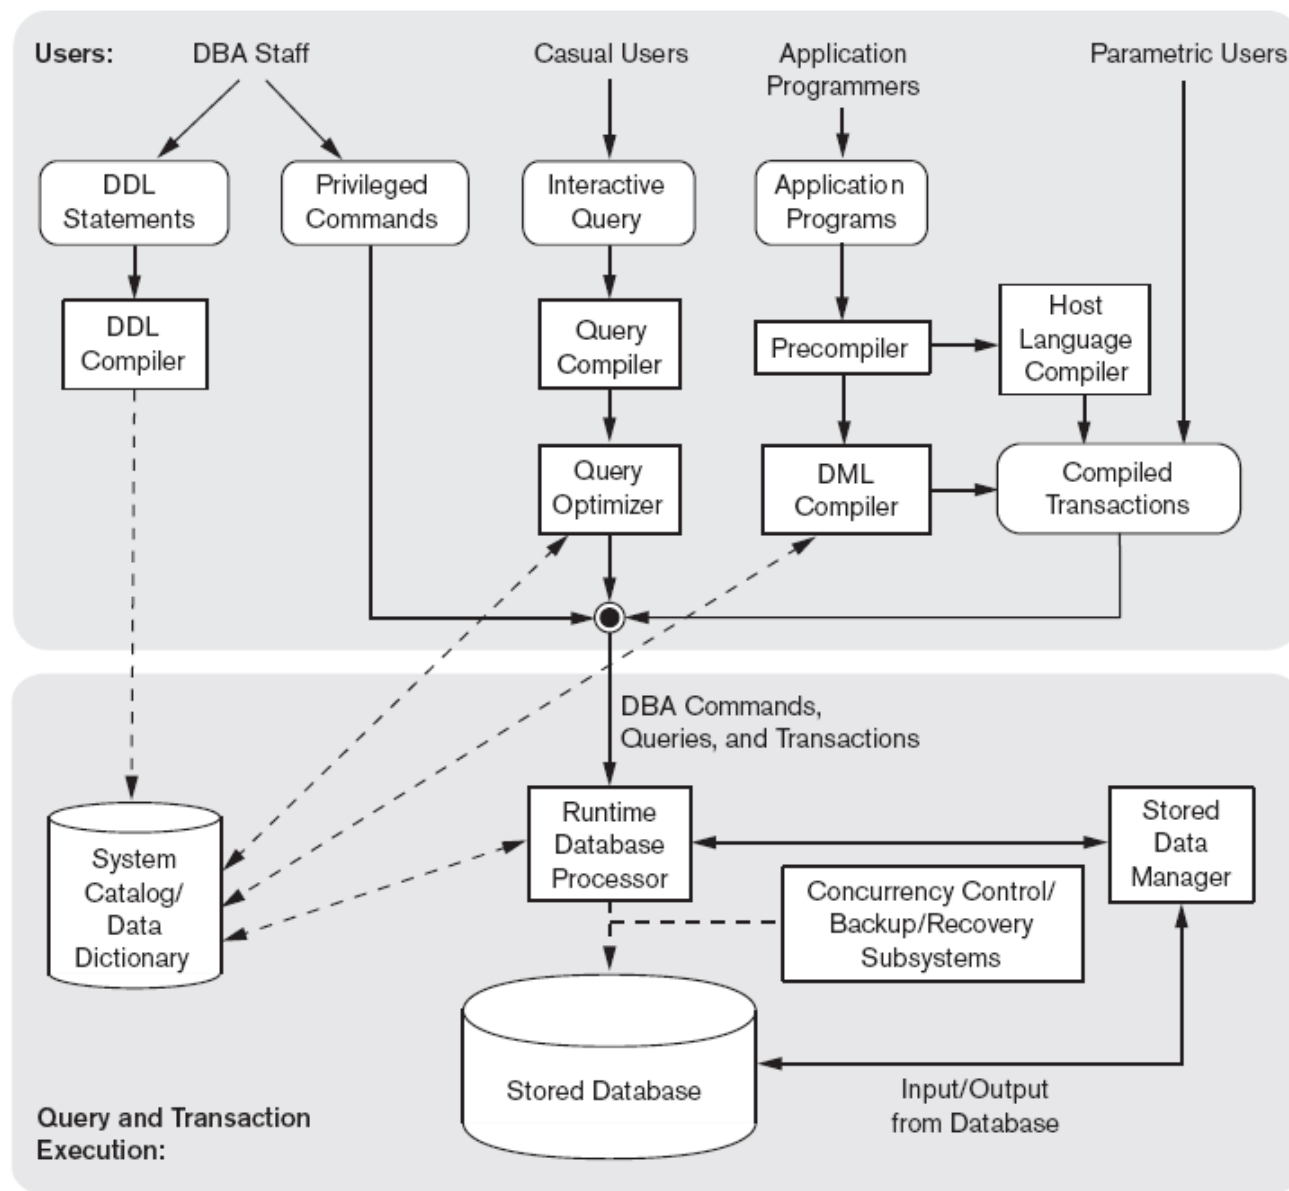 Users:
DBA Staff
Casual Users
Application
Programmers
Parametric Users
DDL
Statements
Privileged
Commands
Interactive
Query
Application
Programs
DDL
Compiler
Query
Compiler
Precompiler
Host
Language
Compiler
Query
Optimizer
DML
Compiler
Compiled
Transactions
DBA Commands,
Queries, and Transactions
System
Catalog/
Data
Dictionary
Runtime
Database
Processor
Stored
Data
Manager
Concurrency Control/
Backup/Recovery
Subsystems
Stored Database
Input/Output
from Database
Query and Transaction
Execution: